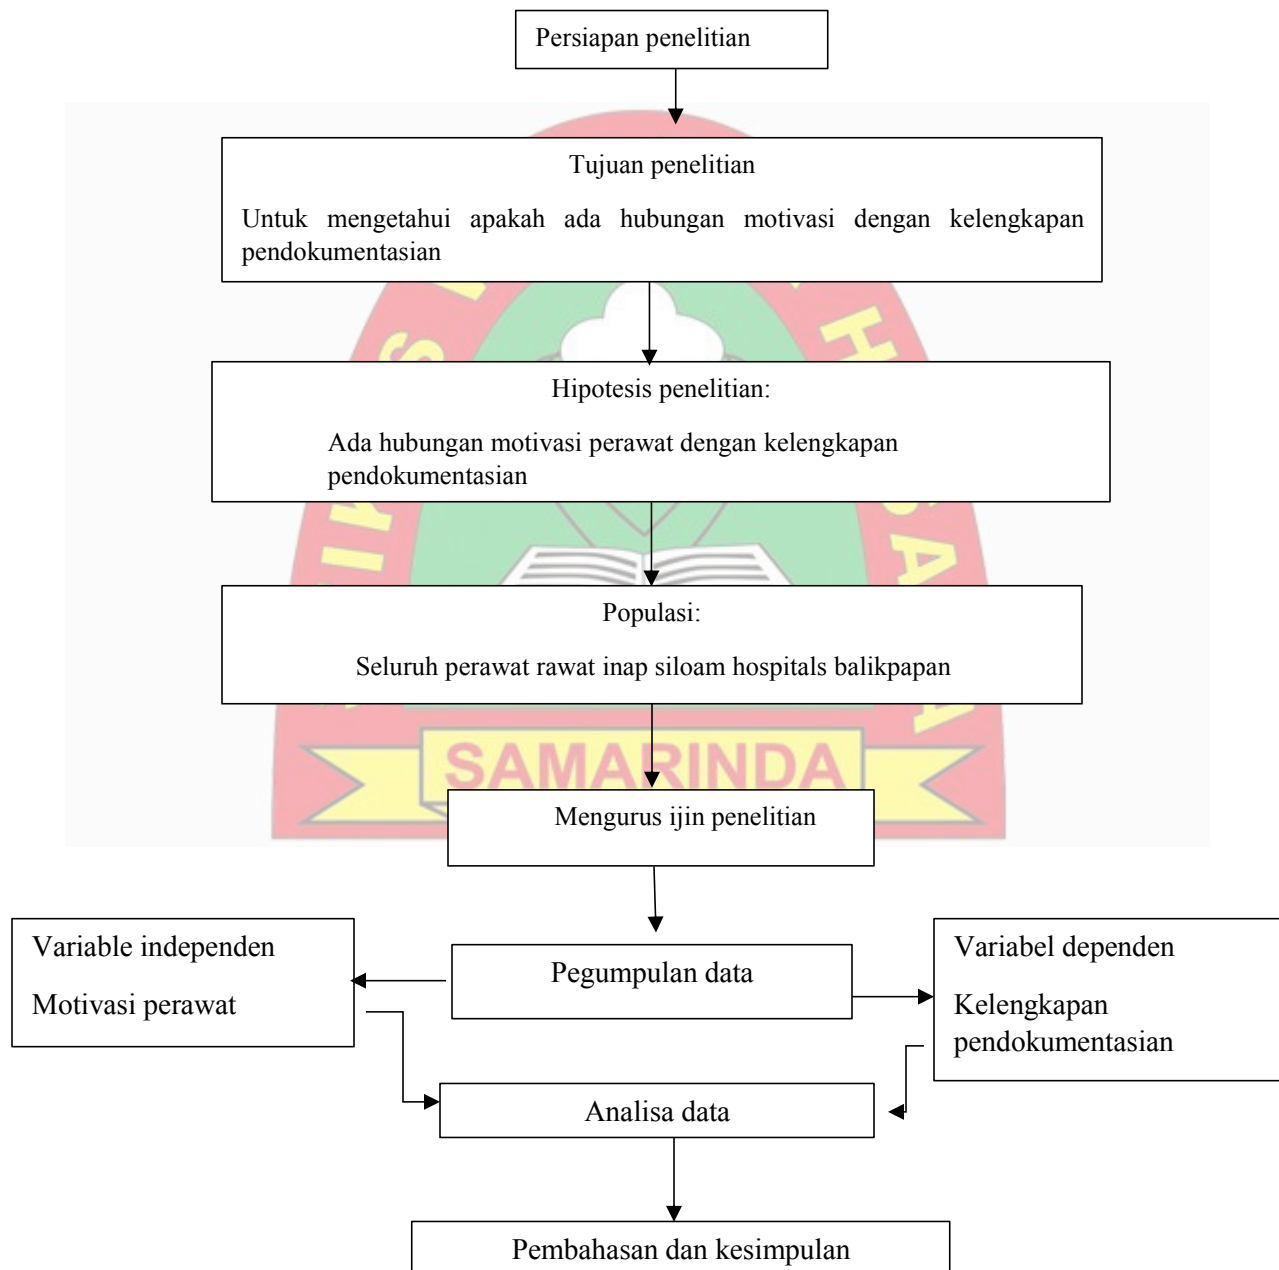 Persiapan penelitian
Tujuan penelitian
Untuk mengetahui apakah ada hubungan motivasi dengan kelengkapan
pendokumentasian
Hipotesis penelitian:
Ada hubungan motivasi perawat dengan kelengkapan
pendokumentasian
Populasi:
Seluruh perawat rawat inap siloam hospitals balikpapan
SAMARINDA
Mengurus ijin penelitian
Variable independen
Motivasi perawat
Pegumpulan data
Variabel dependen
Kelengkapan
pendokumentasian
Analisa data
Pembahasan dan kesimpulan